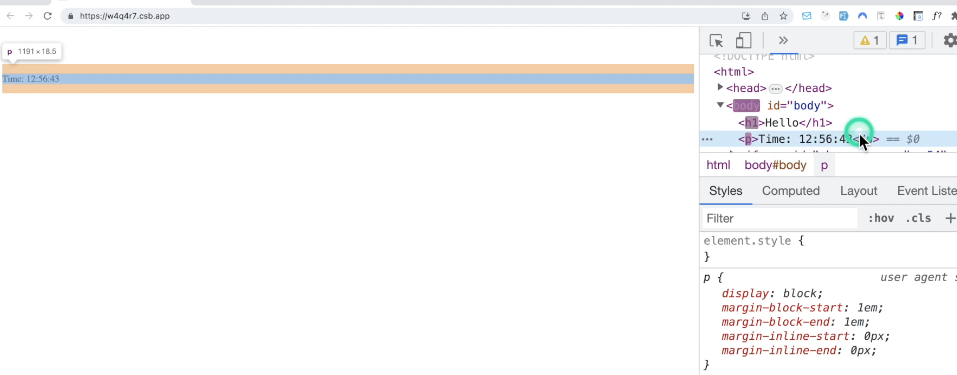 https://w4q4r7.csb.app
p 1191 × 18.5
Time: 12:56:43
1
1
<!DOCTYPE html>
<html>
<head> </head>
<body id="body">
<h1>Hello</h1>
<p>Time: 12:56:43 == $0
html body#body p
Styles Computed Layout Event Liste
Filter :hov .cls +
element.style {
}
p { user agent s
display: block;
margin-block-start: 1em;
margin-block-end: 1em;
margin-inline-start: 0px;
margin-inline-end: 0px;
}